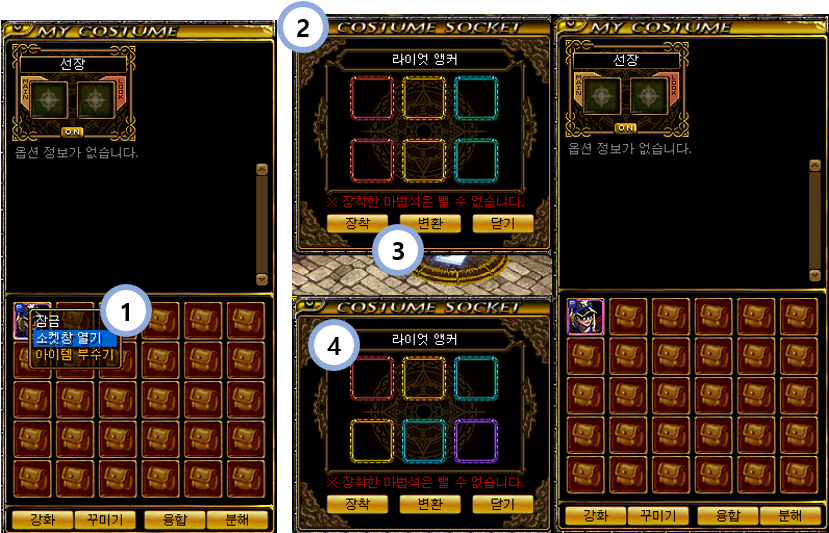 MY COSTUME
선장
MAIN
LOOK
ON
옵션 정보가 없습니다.
1
잠금
소켓창 열기
아이템 부수기
강화
꾸미기
융합
분해
2
COSTUME SOCKET
라이엇 앵커
※ 장착한 마법석은 뺄 수 없습니다.
장착
변환
닫기
3
COSTUME SOCKET
4
라이엇 앵커
※ 장착한 마법석은 뺄 수 없습니다.
장착
변환
닫기
MY COSTUME
선장
MAIN
LOOK
ON
옵션 정보가 없습니다.
강화
꾸미기
융합
분해